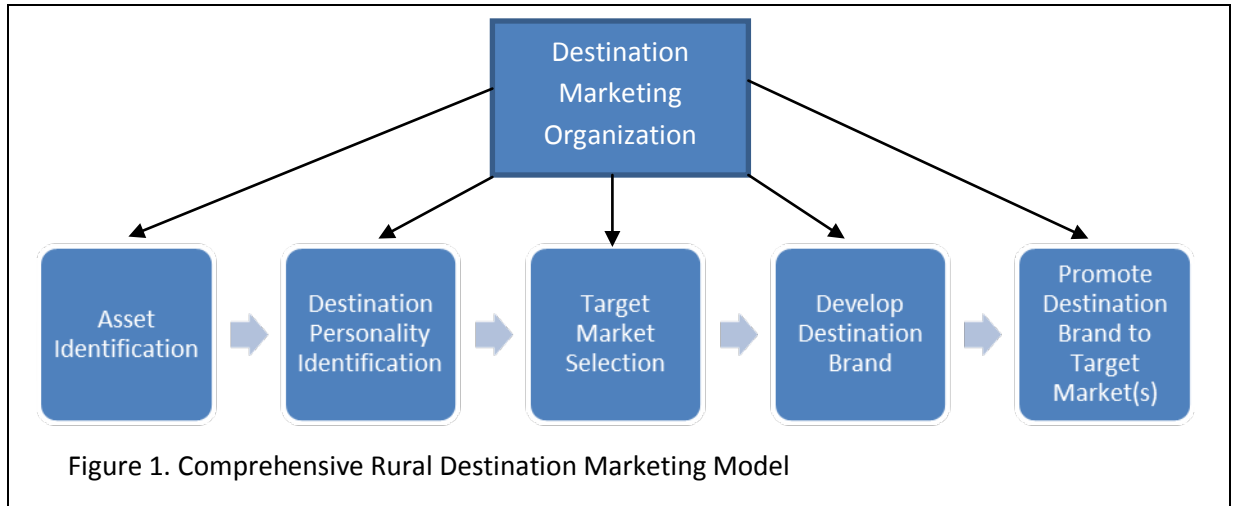 Destination
Marketing
Organization
Asset
Identification
Destination
Personality
Identification
Target
Market
Selection
Develop
Destination
Brand
Promote
Destination
Brand to
Target
Market(s)
Figure 1. Comprehensive Rural Destination Marketing Model